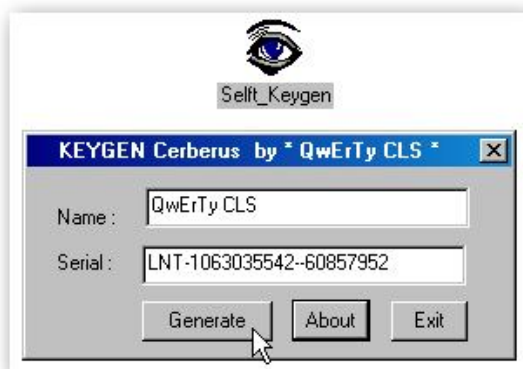 Selft_Keygen
KEYGEN Cerberus by * QwErTy CLS *
Name : QwErTy CLS
Serial : LNT-1063035542--60857952
Generate About Exit